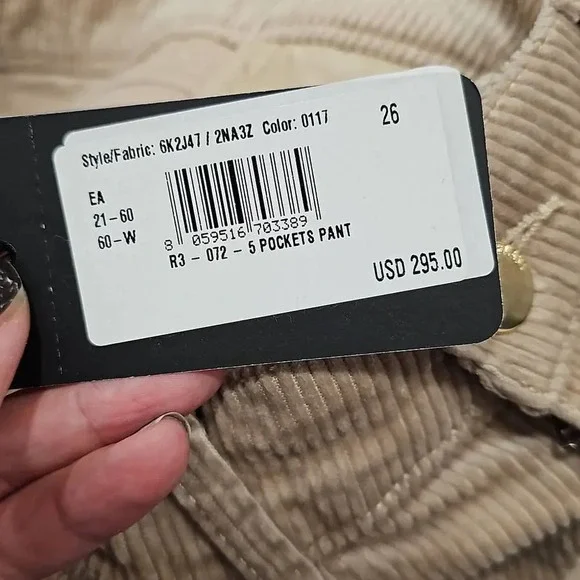 Style/Fabric: 6K2J47 / 2NA3Z Color: 0117 26
EA
21-60
60-W
8 059516 703389
R3 - 072 - 5 POCKETS PANT
USD 295.00